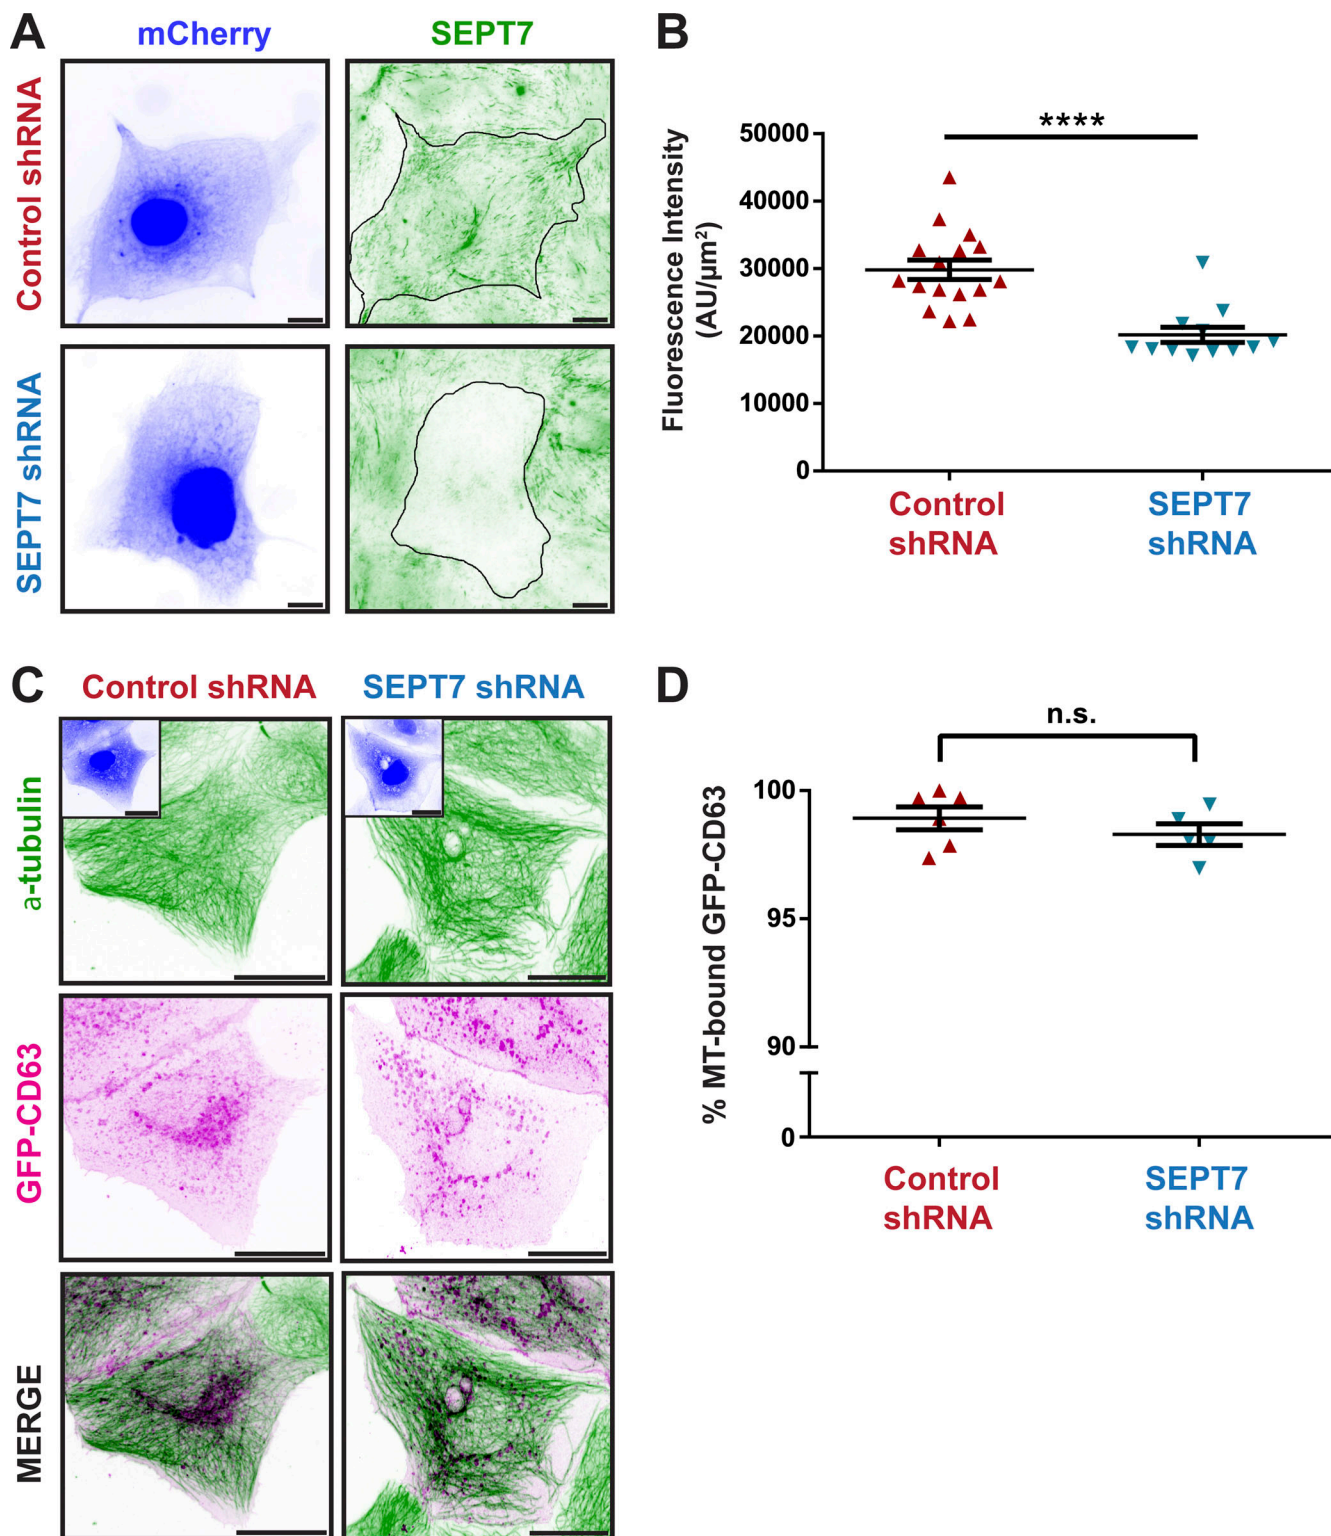 A
mCherry
SEPT7
Control shRNA
SEPT7 shRNA
B
Fluorescence Intensity
(AU/µm²)
****
50000
40000
30000
20000
10000
0
Control
shRNA
SEPT7
shRNA
C
Control shRNA
SEPT7 shRNA
a-tubulin
GFP-CD63
MERGE
D
n.s.
% MT-bound GFP-CD63
100
95
90
0
Control
shRNA
SEPT7
shRNA